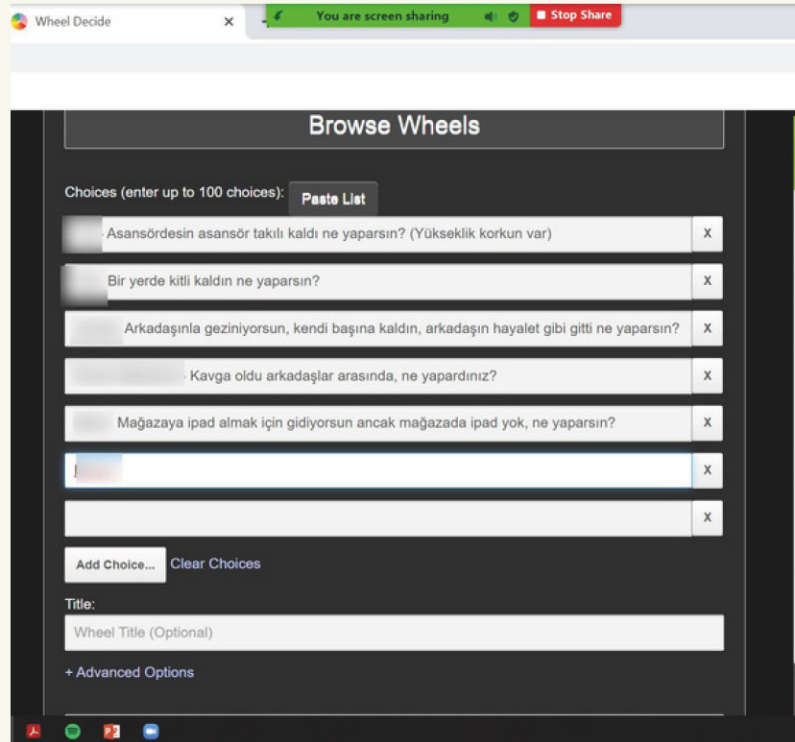 Wheel Decide
You are screen sharing
Stop Share
Browse Wheels
Choices (enter up to 100 choices): Paste List
Asansördesin asansör takılı kaldı ne yaparsın? (Yükseklik korkun var) X
Bir yerde kitli kaldın ne yaparsın? X
Arkadaşınla geziniyorsun, kendi başına kaldın, arkadaşın hayalet gibi gitti ne yaparsın? X
- Kavga oldu arkadaşlar arasında, ne yapardınız? X
Mağazaya ipad almak için gidiyorsun ancak mağazada ipad yok, ne yaparsın? X
X
X
Add Choice... Clear Choices
Title:
Wheel Title (Optional)
+ Advanced Options